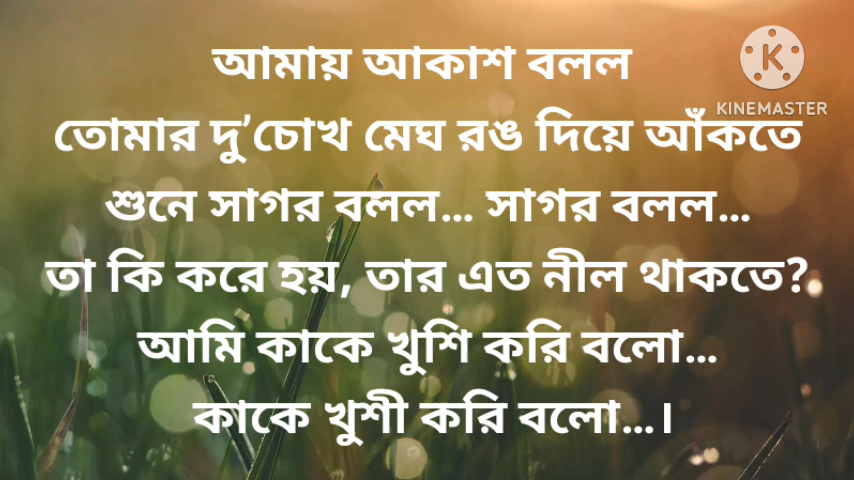 আমায় আকাশ বলল
KINEMASTER
তোমার দু’চোখ মেঘ রঙ দিয়ে আঁকতে
শুনে সাগর বলল... সাগর বলল...
তা কি করে হয়, তার এত নীল থাকতে?
আমি কাকে খুশি করি বলো...
কাকে খুশী করি বলো...।